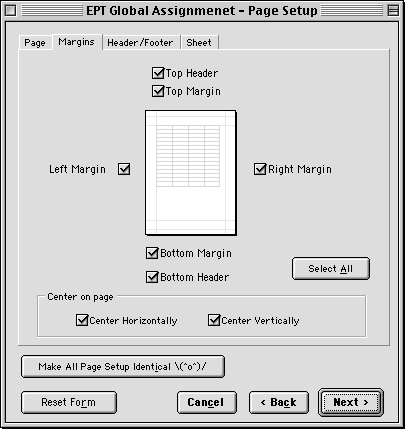 EPT Global Assignmenet - Page Setup
Page Margins Header/Footer Sheet
Top Header
Top Margin
Left Margin
Right Margin
Bottom Margin
Bottom Header
Select All
Center on page
Center Horizontally Center Vertically
Make All Page Setup Identical \(^o^)/
Reset Form Cancel < Back Next >